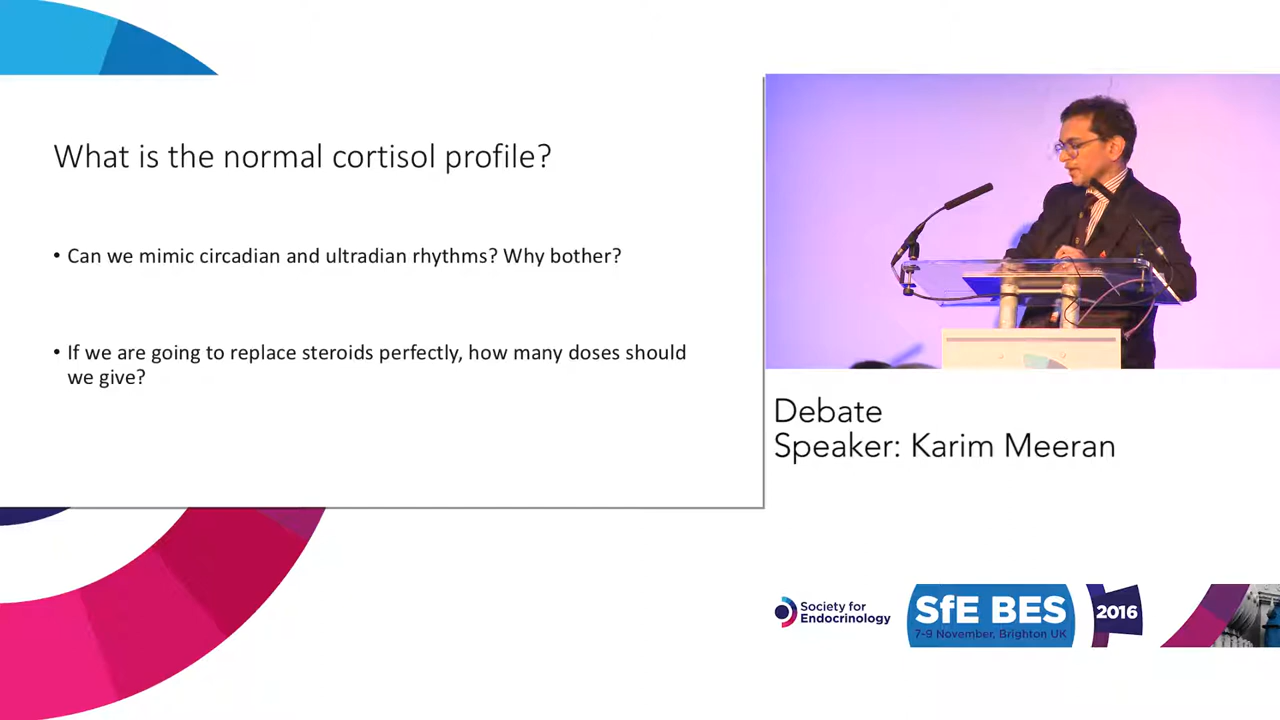 What is the normal cortisol profile?
• Can we mimic circadian and ultradian rhythms? Why bother?
• If we are going to replace steroids perfectly, how many doses should
we give?
Debate
Speaker: Karim Meeran
Society for
Endocrinology
SfE BES
7-9 November, Brighton UK
2016